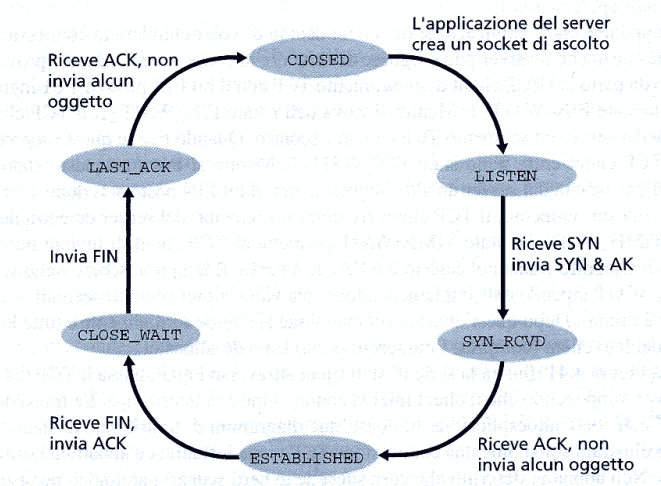 L'applicazione del server
crea un socket di ascolto
CLOSED
Riceve ACK, non
invia alcun
oggetto
LAST_ACK
LISTEN
Invia FIN
Riceve SYN
invia SYN & AK
CLOSE_WAIT
SYN_RCVD
Riceve FIN,
invia ACK
ESTABLISHED
Riceve ACK, non
invia alcun oggetto